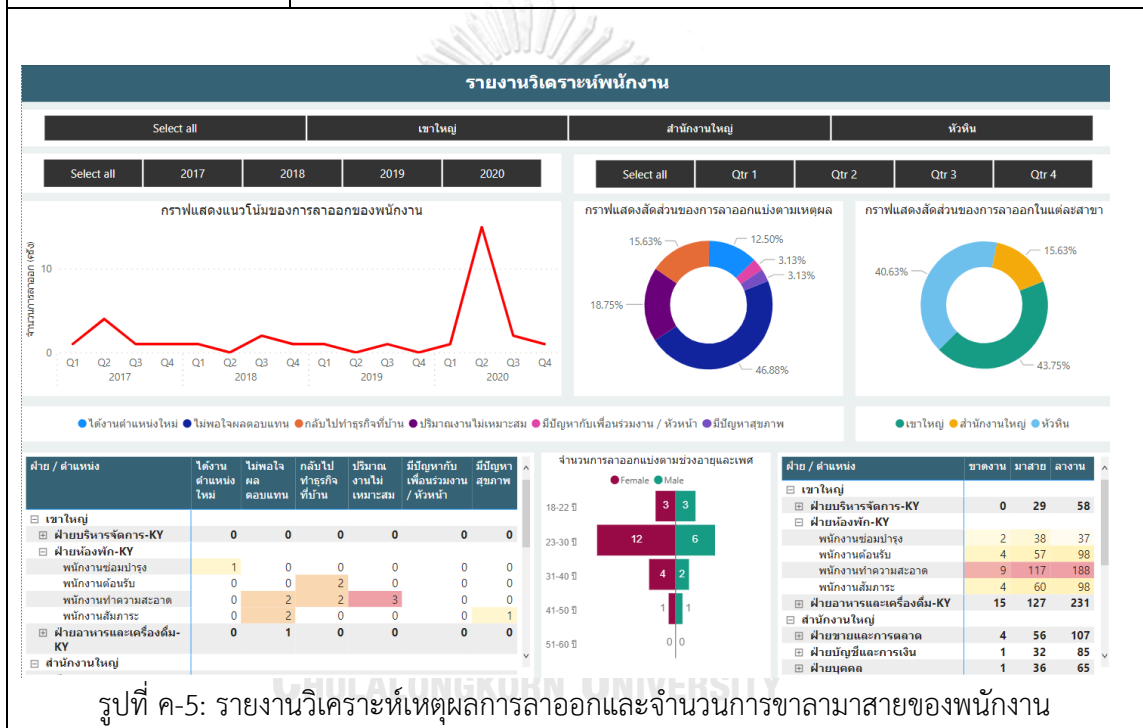 รายงานวิเคราะห์พนักงาน
Select all เขาใหญ่ สำนักงานใหญ่ หัวหิน
Select all 2017 2018 2019 2020 Select all Qtr 1 Qtr 2 Qtr 3 Qtr 4
กราฟแสดงแนวโน้มของการลาออกของพนักงาน
จำนวนการลาออก (ครั้ง)
10
0
Q1 Q2 Q3 Q4 Q1 Q2 Q3 Q4 Q1 Q2 Q3 Q4 Q1 Q2 Q3 Q4
2017 2018 2019 2020
กราฟแสดงสัดส่วนของการลาออกแบ่งตามเหตุผล
12.50%
3.13%
3.13%
46.88%
18.75%
15.63%
กราฟแสดงสัดส่วนของการลาออกในแต่ละสาขา
15.63%
43.75%
40.63%
ได้งานตำแหน่งใหม่ ไม่พอใจผลตอบแทน กลับไปทำธุรกิจที่บ้าน ปริมาณงานไม่เหมาะสม มีปัญหากับเพื่อนร่วมงาน / หัวหน้า มีปัญหาสุขภาพ
เขาใหญ่ สำนักงานใหญ่ หัวหิน
ฝ่าย / ตำแหน่ง ได้งาน ไม่พอใจ กลับไป ปริมาณ มีปัญหากับ มีปัญหา
ตำแหน่ง ผล ทำธุรกิจ งานไม่ เพื่อนร่วมงาน สุขภาพ
ใหม่ ตอบแทน ที่บ้าน เหมาะสม / หัวหน้า
เขาใหญ่
ฝ่ายบริหารจัดการ-KY 0 0 0 0 0 0
ฝ่ายห้องพัก-KY
พนักงานซ่อมบำรุง 1 0 0 0 0 0
พนักงานต้อนรับ 0 0 2 0 0 0
พนักงานทำความสะอาด 0 2 2 3 0 0
พนักงานสัมภาระ 0 2 0 0 0 1
ฝ่ายอาหารและเครื่องดื่ม- 0 1 0 0 0 0
KY
สำนักงานใหญ่
จำนวนการลาออกแบ่งตามช่วงอายุและเพศ
Female Male
18-22 ปี 3 3
23-30 ปี 12 6
31-40 ปี 4 2
41-50 ปี 1 1
51-60 ปี 0 0
ฝ่าย / ตำแหน่ง ขาดงาน มาสาย ลางาน
เขาใหญ่
ฝ่ายบริหารจัดการ-KY 0 29 58
ฝ่ายห้องพัก-KY
พนักงานซ่อมบำรุง 2 38 37
พนักงานต้อนรับ 4 57 98
พนักงานทำความสะอาด 9 117 188
พนักงานสัมภาระ 4 60 98
ฝ่ายอาหารและเครื่องดื่ม-KY 15 127 231
สำนักงานใหญ่
ฝ่ายขายและการตลาด 4 56 107
ฝ่ายบัญชีและการเงิน 1 32 85
ฝ่ายบุคคล 1 36 65
CHULALONGKORN UNIVERSITY
รูปที่ ค-5: รายงานวิเคราะห์เหตุผลการลาออกและจำนวนการขาลามาสายของพนักงาน